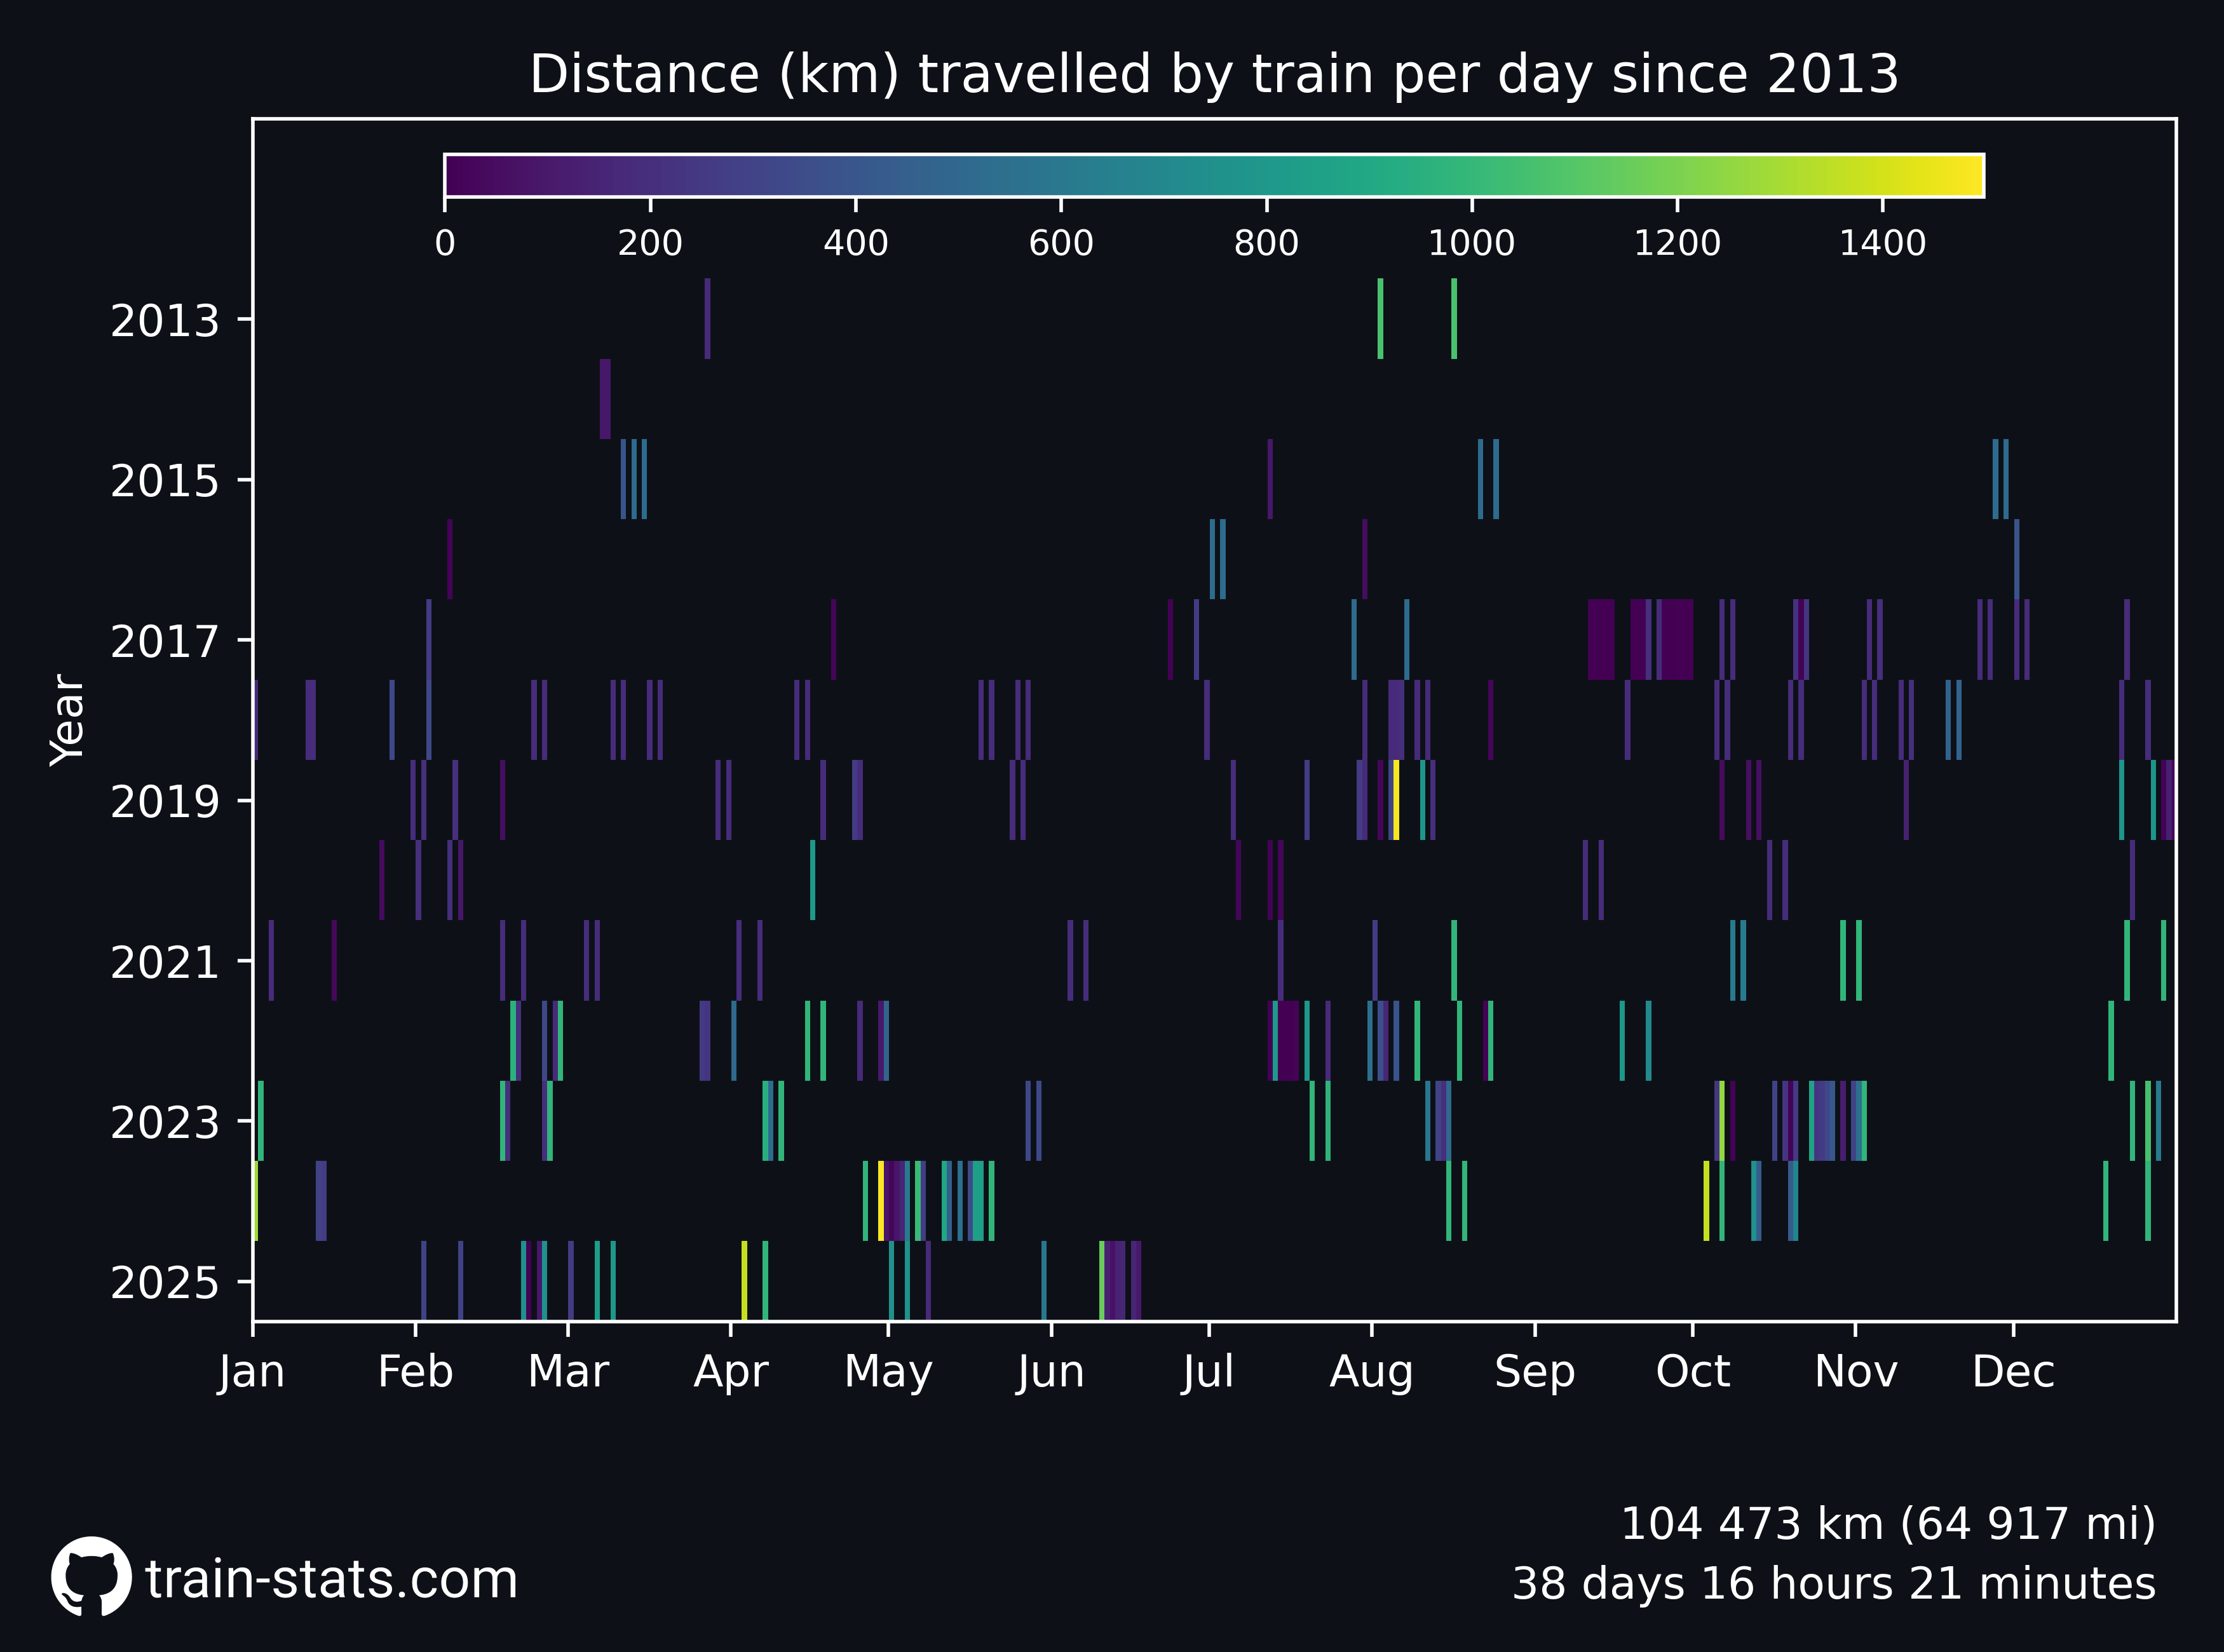 Distance (km) travelled by train per day since 2013
0 200 400 600 800 1000 1200 1400
2013
2015
2017
2019
2021
2023
2025
Year
Jan Feb Mar Apr May Jun Jul Aug Sep Oct Nov Dec
104 473 km (64 917 mi)
38 days 16 hours 21 minutes
train-stats.com